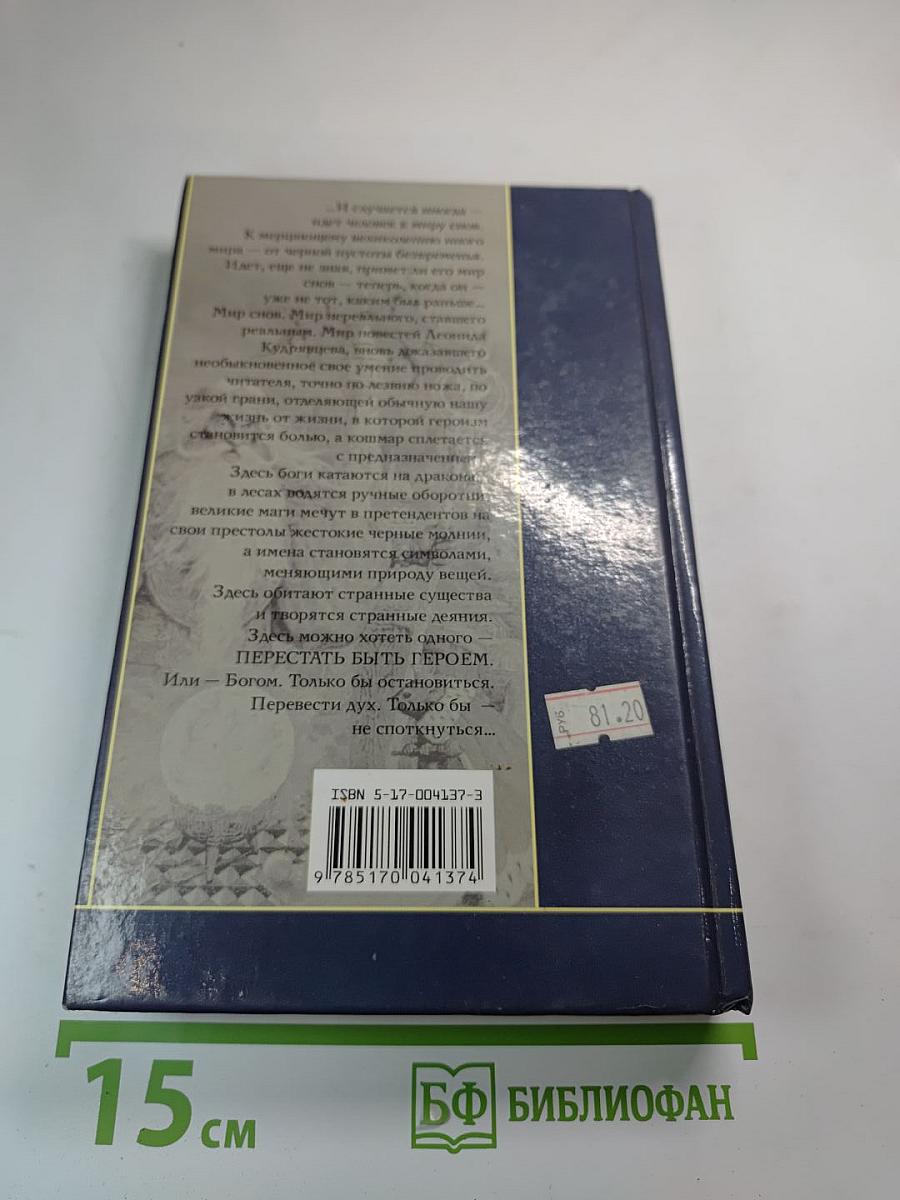 ...И случается иногда —
идет человек к миру снов.
К мерцающему великолепию иного
мира — от черной пустоты безвременья.
Идет, еще не зная, примет ли его мир
снов — теперь, когда он —
уже не тот, каким был раньше...
Мир снов. Мир нереального, ставшего
реальным. Мир повестей Леонида
Кудрявцева, вновь доказавшего
необыкновенное свое умение проводить
читателя, точно по лезвию ножа, по
узкой грани, отделяющей обычную нашу
жизнь от жизни, в которой героизм
становится болью, а кошмар сплетается
с предназначением.
Здесь боги катаются на драконах,
в лесах водятся ручные оборотни,
великие маги мечут в претендентов на
свои престолы жестокие черные молнии,
а имена становятся символами,
меняющими природу вещей.
Здесь обитают странные существа
и творятся странные деяния.
Здесь можно хотеть одного —
ПЕРЕСТАТЬ БЫТЬ ГЕРОЕМ.
Или — Богом. Только бы остановиться.
Перевести дух. Только бы —
не споткнуться...
РУБ 81.20
ISBN 5-17-004137-3
9 785170 041374
15 см
БФ БИБЛИОФАН